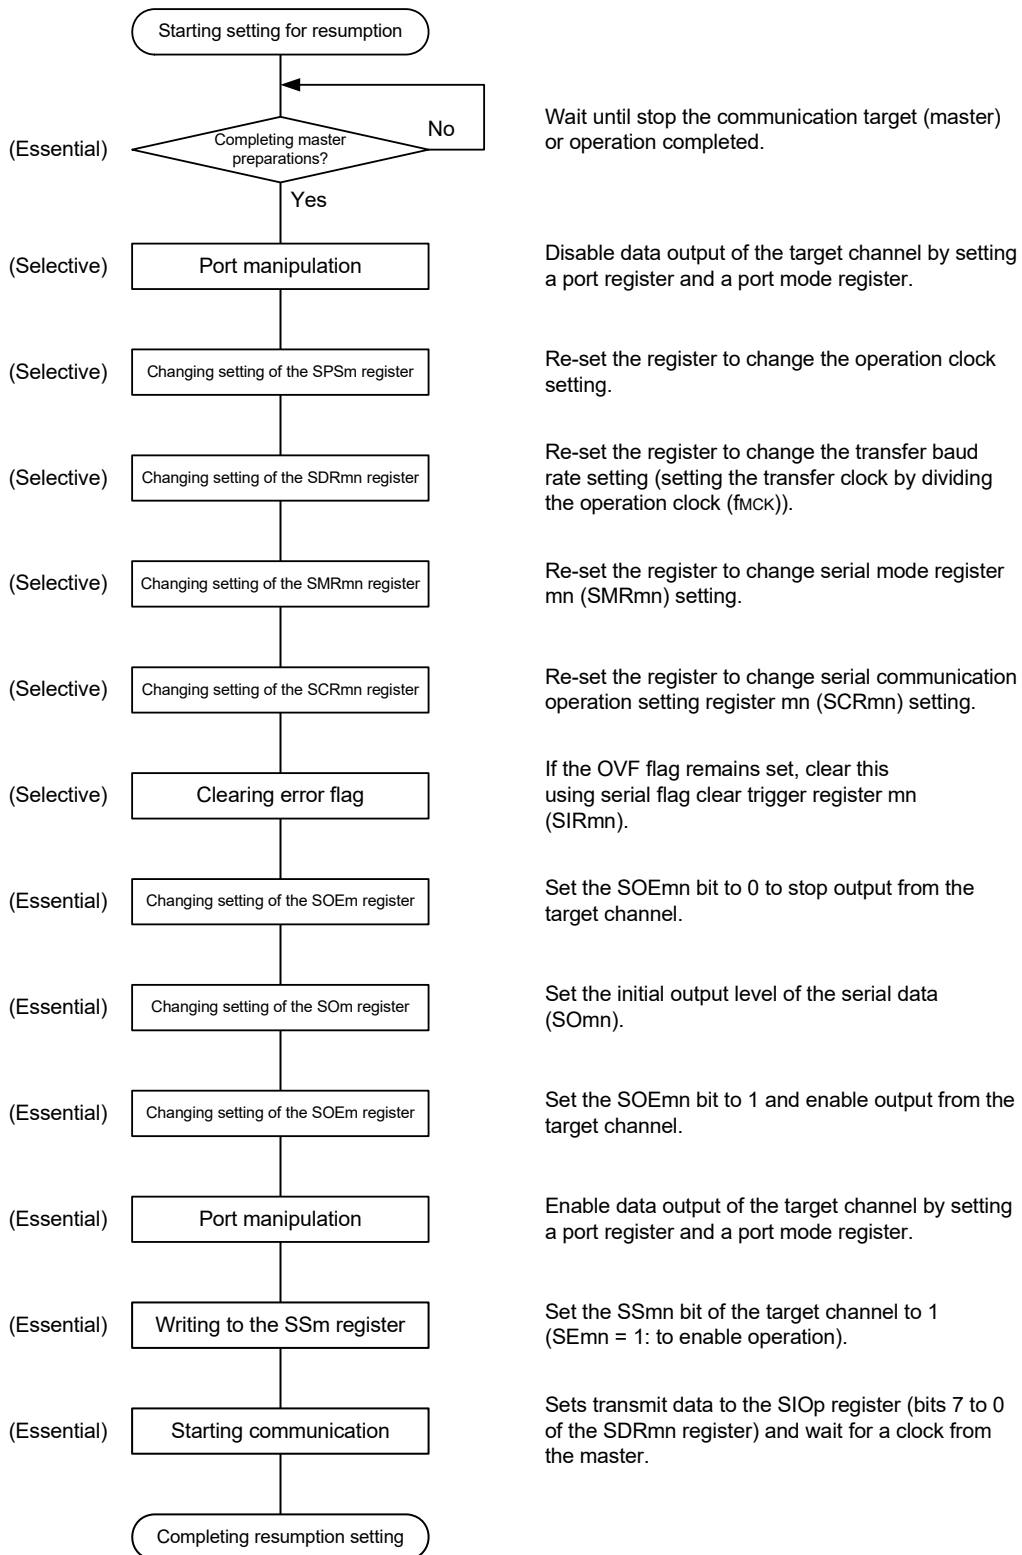 Starting setting for resumption
(Essential)
Completing master
preparations?
No
Yes
Wait until stop the communication target (master)
or operation completed.
(Selective)
Port manipulation
Disable data output of the target channel by setting
a port register and a port mode register.
(Selective)
Changing setting of the SPSm register
Re-set the register to change the operation clock
setting.
(Selective)
Changing setting of the SDRmn register
Re-set the register to change the transfer baud
rate setting (setting the transfer clock by dividing
the operation clock (fMCK)).
(Selective)
Changing setting of the SMRmn register
Re-set the register to change serial mode register
mn (SMRmn) setting.
(Selective)
Changing setting of the SCRmn register
Re-set the register to change serial communication
operation setting register mn (SCRmn) setting.
(Selective)
Clearing error flag
If the OVF flag remains set, clear this
using serial flag clear trigger register mn
(SIRmn).
(Essential)
Changing setting of the SOEm register
Set the SOEmn bit to 0 to stop output from the
target channel.
(Essential)
Changing setting of the SOm register
Set the initial output level of the serial data
(SOmn).
(Essential)
Changing setting of the SOEm register
Set the SOEmn bit to 1 and enable output from the
target channel.
(Essential)
Port manipulation
Enable data output of the target channel by setting
a port register and a port mode register.
(Essential)
Writing to the SSm register
Set the SSmn bit of the target channel to 1
(SEmn = 1: to enable operation).
(Essential)
Starting communication
Sets transmit data to the SIOp register (bits 7 to 0
of the SDRmn register) and wait for a clock from
the master.
Completing resumption setting